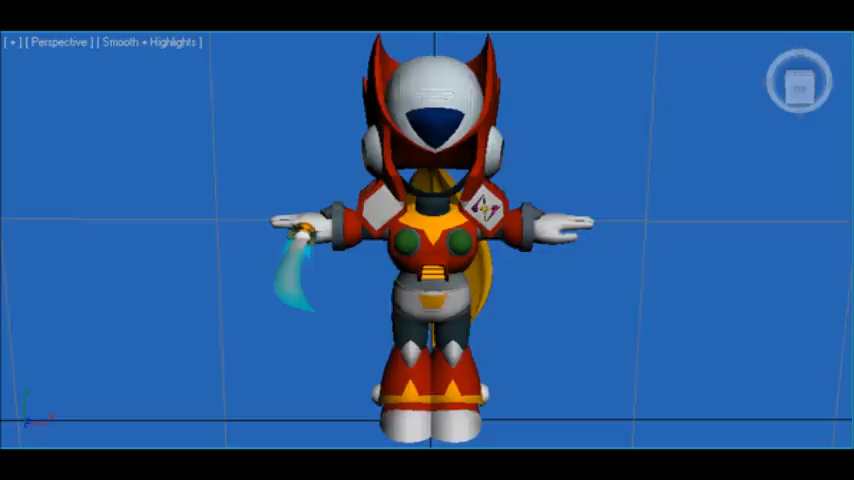 [ + ] [ Perspective ] [ Smooth + Highlights ]